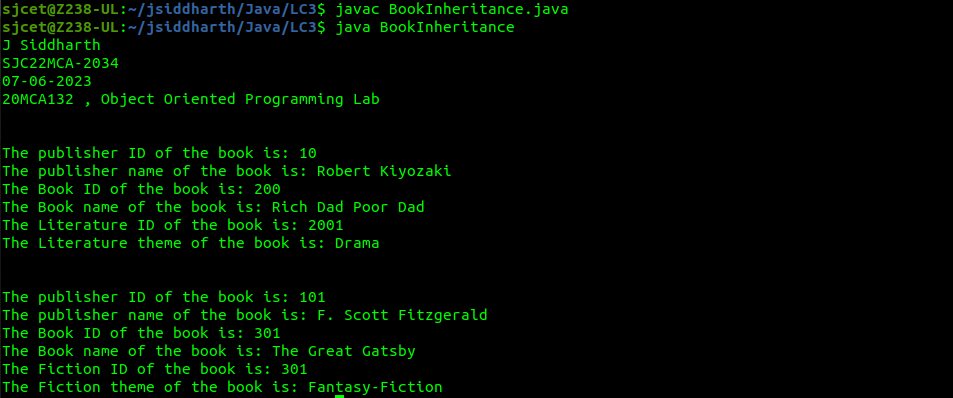 sjcet@Z238-UL:~/jsiddharth/Java/LC3$ javac BookInheritance.java
sjcet@Z238-UL:~/jsiddharth/Java/LC3$ java BookInheritance
J Siddharth
SJC22MCA-2034
07-06-2023
20MCA132 , Object Oriented Programming Lab
The publisher ID of the book is: 10
The publisher name of the book is: Robert Kiyozaki
The Book ID of the book is: 200
The Book name of the book is: Rich Dad Poor Dad
The Literature ID of the book is: 2001
The Literature theme of the book is: Drama
The publisher ID of the book is: 101
The publisher name of the book is: F. Scott Fitzgerald
The Book ID of the book is: 301
The Book name of the book is: The Great Gatsby
The Fiction ID of the book is: 301
The Fiction theme of the book is: Fantasy-Fiction